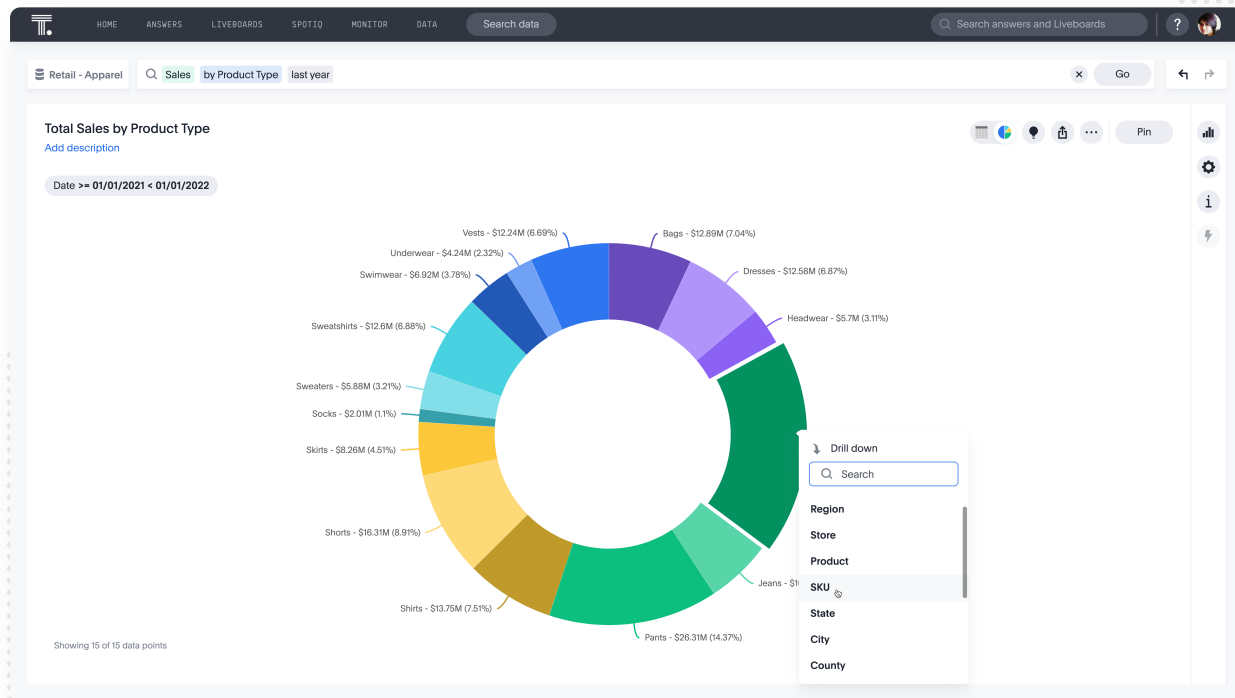 T.
HOME ANSWERS LIVEBOARDS SPOTIQ MONITOR DATA Search data Search answers and Liveboards ?
Retail - Apparel Sales by Product Type last year Go
Total Sales by Product Type
Add description
Pin
Date >= 01/01/2021 < 01/01/2022
Vests - $12.24M (6.69%)
Bags - $12.89M (7.04%)
Underwear - $4.24M (2.32%)
Dresses - $12.58M (6.87%)
Swimwear - $6.92M (3.78%)
Headwear - $5.7M (3.11%)
Sweatshirts - $12.6M (6.88%)
Sweaters - $5.88M (3.21%)
Socks - $2.01M (1.1%)
Skirts - $8.26M (4.51%)
Shorts - $16.31M (8.91%)
Jeans - $1
Shirts - $13.75M (7.51%)
Pants - $26.31M (14.37%)
Drill down
Search
Region
Store
Product
SKU
State
City
County
Showing 15 of 15 data points